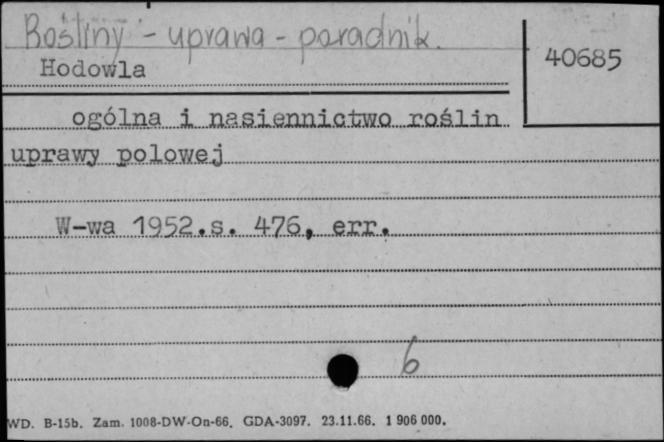 Rośliny - uprawa - poradnik.
Hodowla
40685
ogólna i nasiennictwo roślin
uprawy polowej
W-wa 1952.s. 476, err.
6
WD. B-15b. Zam. 1008-DW-On-66. GDA-3097. 23.11.66. 1 906 000.